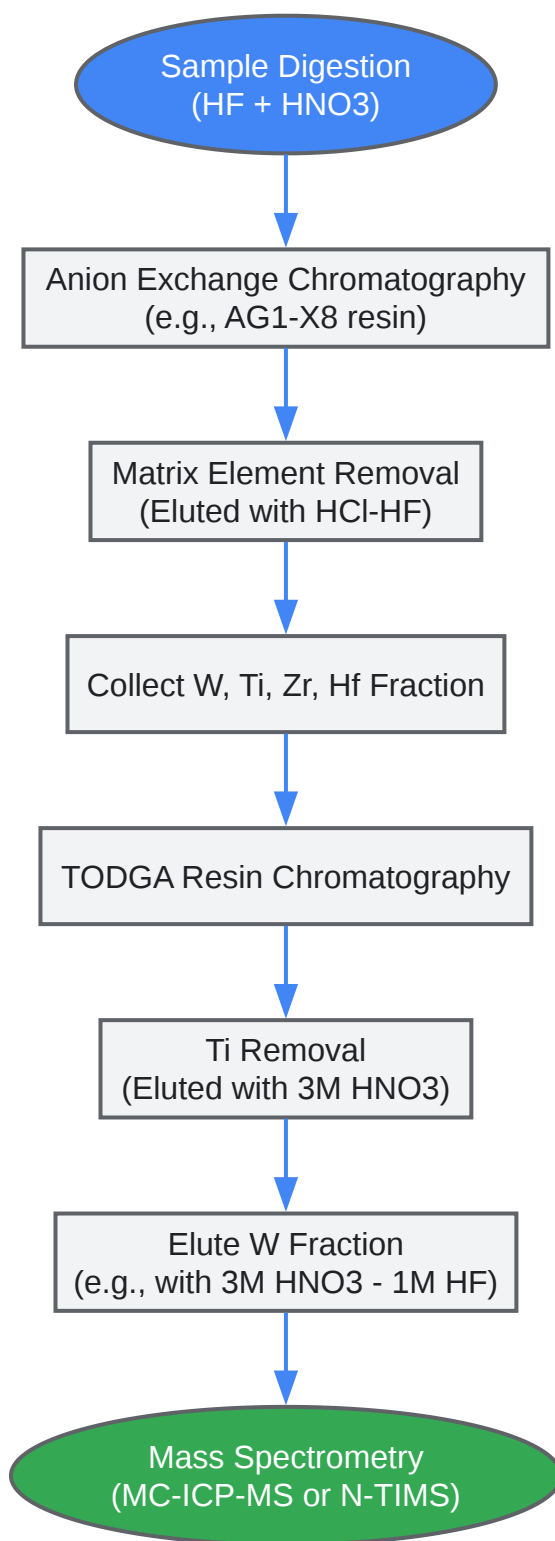 Sample Digestion
(HF + HNO3)
Anion Exchange Chromatography
(e.g., AG1-X8 resin)
Matrix Element Removal
(Eluted with HCl-HF)
Collect W, Ti, Zr, Hf Fraction
TODGA Resin Chromatography
Ti Removal
(Eluted with 3M HNO3)
Elute W Fraction
(e.g., with 3M HNO3 - 1M HF)
Mass Spectrometry
(MC-ICP-MS or N-TIMS)